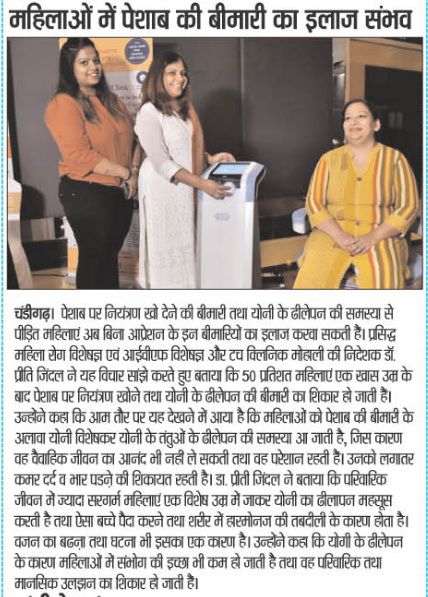 महिलाओं में पेशाब की बीमारी का इलाज संभव
Clinic
चंडीगढ़। पेशाब पर नियंत्रण खो देने की बीमारी तथा योनी के ढीलेपन की समस्या से
पीड़ित महिलाएं अब बिना आप्रेशन के इन बीमारियों का इलाज करवा सकती हैं। प्रसिद्ध
महिला रोग विशेषज्ञ एवं आईवीएफ विशेषज्ञ और टच क्लिनिक मोहाली की निदेशक डॉ.
प्रीति जिंदल ने यह विचार सांझे करते हुए बताया कि 50 प्रतिशत महिलाएं एक खास उम्र के
बाद पेशाब पर नियंत्रण खोने तथा योनी के ढीलेपन की बीमारी का शिकार हो जाती हैं।
उन्होंने कहा कि आम तौर पर यह देखने में आया है कि महिलाओं को पेशाब की बीमारी के
अलावा योनी विशेषकर योनी के तंतुओं के ढीलेपन की समस्या आ जाती है, जिस कारण
वह वैवाहिक जीवन का आनंद भी नही ले सकती तथा वह परेशान रहती है। उनको लगातर
कमर दर्द व भार पडऩे की शिकायत रहती है। डा. प्रीती जिंदल ने बताया कि परिवारिक
जीवन में ज्यादा सरगर्म महिलाएं एक विशेष उम्र में जाकर योनी का ढीलापन महसूस
करती है तथा ऐसा बच्चे पैदा करने तथा शरीर में हारमोनज की तबदीली के कारण होता है।
वजन का बढ़ना तथा घटना भी इसका एक कारण है। उन्होंने कहा कि योनी के ढीलेपन
के कारण महिलाओं में संभोग की इच्छा भी कम हो जाती है तथा वह परिवारिक तथा
मानसिक उलझन का शिकार हो जाती हैं।